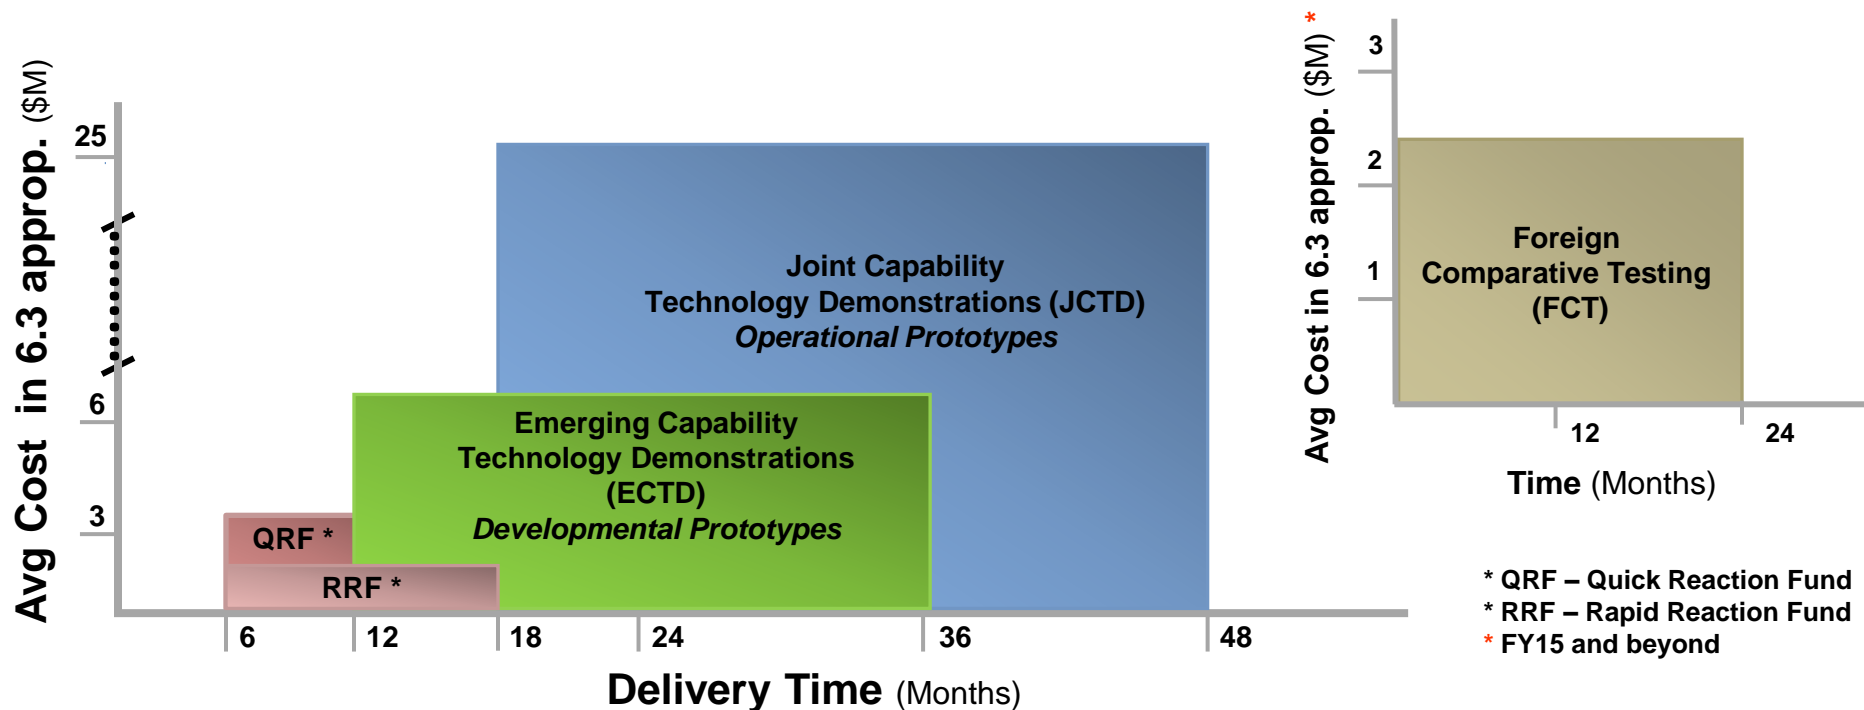 Avg Cost in 6.3 approp. ($M)
25
6
3
Joint Capability
Technology Demonstrations (JCTD)
Operational Prototypes
Emerging Capability
Technology Demonstrations
(ECTD)
Developmental Prototypes
QRF *
RRF *
6
12
18
24
36
48
Delivery Time (Months)
Avg Cost in 6.3 approp. ($M) *
3
2
1
Foreign
Comparative Testing
(FCT)
12
24
Time (Months)
* QRF – Quick Reaction Fund
* RRF – Rapid Reaction Fund
* FY15 and beyond